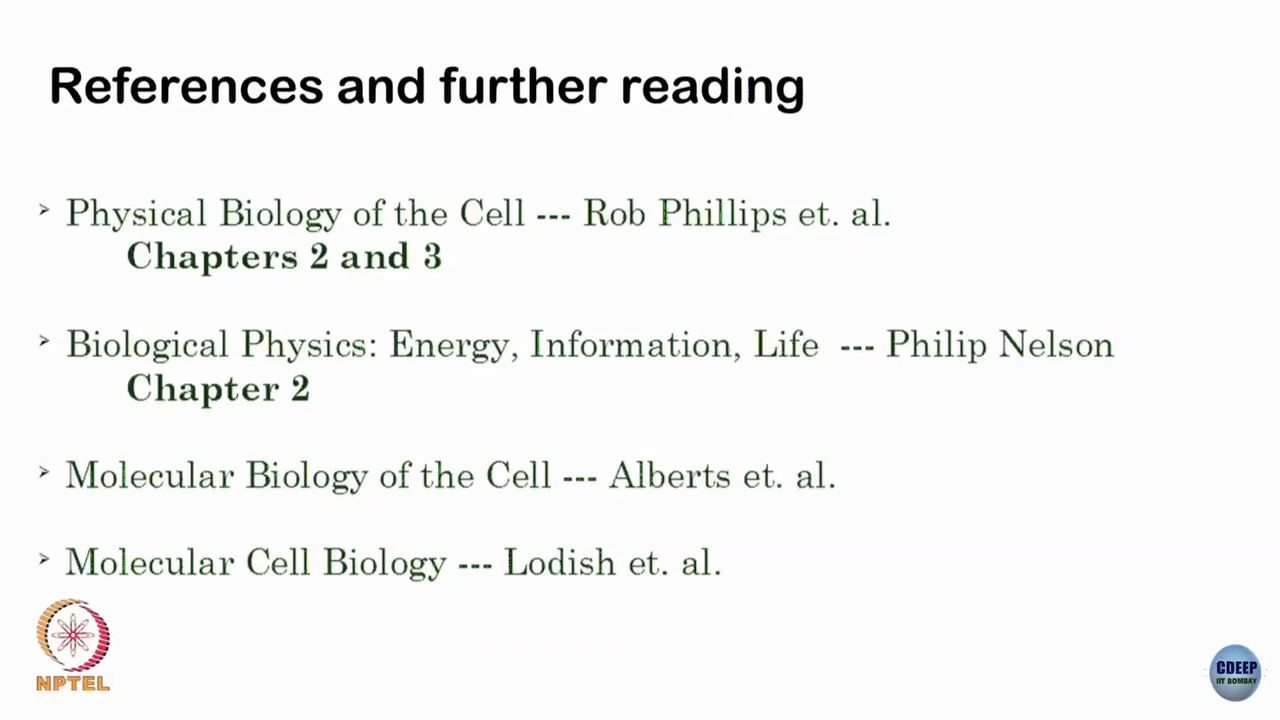 References and further reading
➢ Physical Biology of the Cell --- Rob Phillips et. al.
Chapters 2 and 3
➢ Biological Physics: Energy, Information, Life --- Philip Nelson
Chapter 2
➢ Molecular Biology of the Cell --- Alberts et. al.
➢ Molecular Cell Biology --- Lodish et. al.
NPTEL
CDEEP
IIT BOMBAY